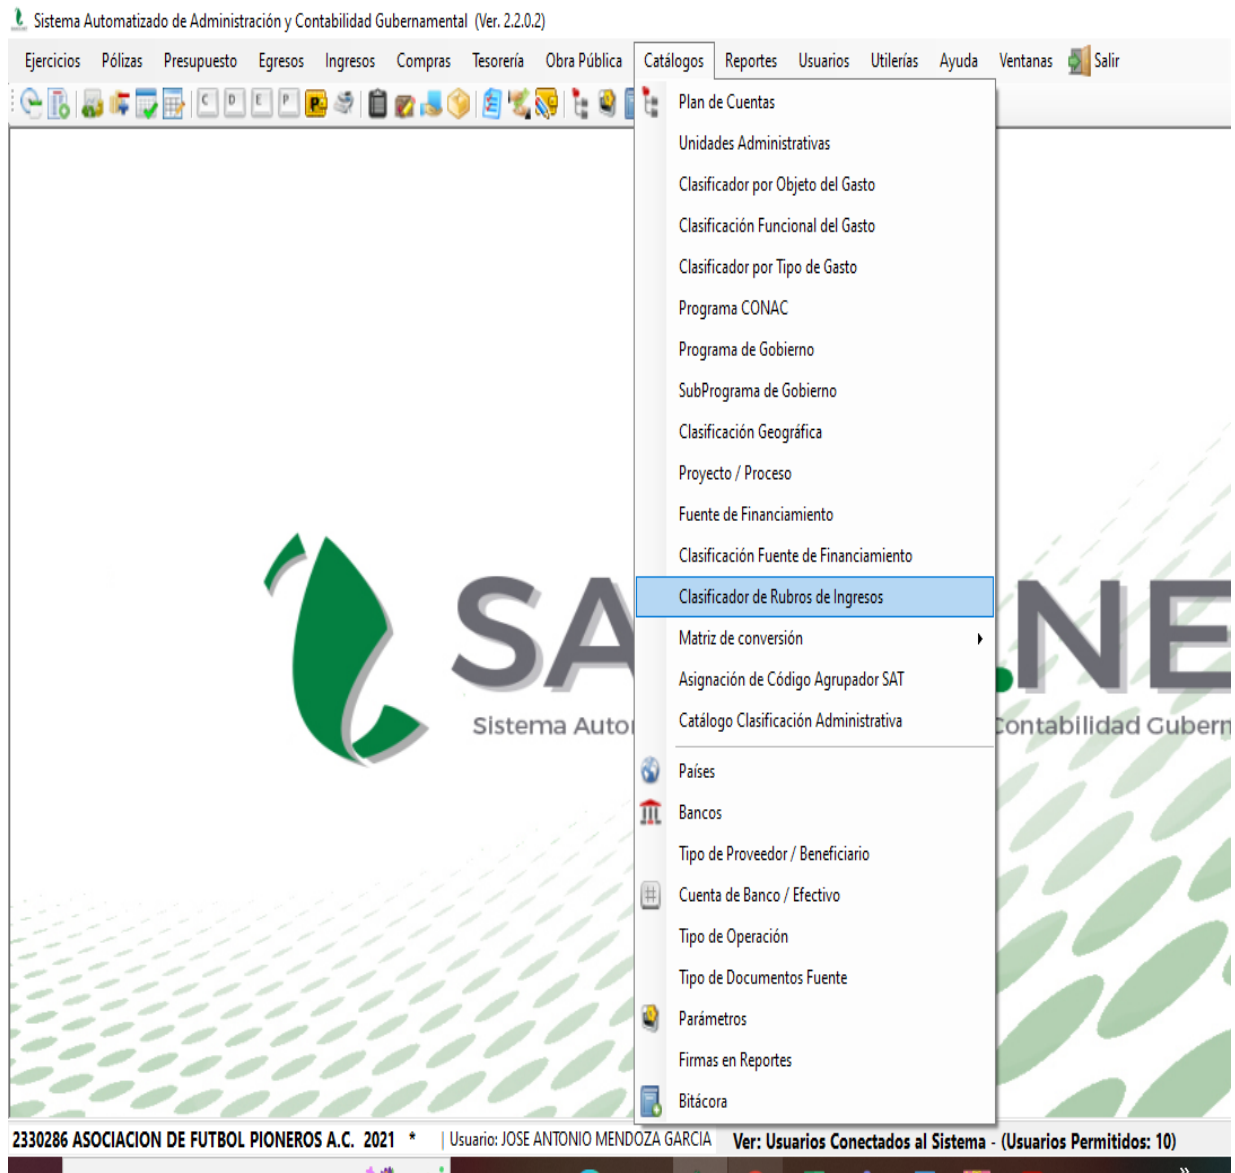 Sistema Automatizado de Administración y Contabilidad Gubernamental (Ver. 2.2.0.2)
Ejercicios Pólizas Presupuesto Egresos Ingresos Compras Tesorería Obra Pública Catálogos Reportes Usuarios Utilerías Ayuda Ventanas Salir
C D E P P
Plan de Cuentas
Unidades Administrativas
Clasificador por Objeto del Gasto
Clasificación Funcional del Gasto
Clasificador por Tipo de Gasto
Programa CONAC
Programa de Gobierno
SubPrograma de Gobierno
Clasificación Geográfica
Proyecto / Proceso
Fuente de Financiamiento
Clasificación Fuente de Financiamiento
Clasificador de Rubros de Ingresos
Matriz de conversión
Asignación de Código Agrupador SAT
Catálogo Clasificación Administrativa
Países
Bancos
Tipo de Proveedor / Beneficiario
Cuenta de Banco / Efectivo
Tipo de Operación
Tipo de Documentos Fuente
Parámetros
Firmas en Reportes
Bitácora
SA .NE
Sistema Auto Contabilidad Gubern
2330286 ASOCIACION DE FUTBOL PIONEROS A.C. 2021 * | Usuario: JOSE ANTONIO MENDOZA GARCIA Ver: Usuarios Conectados al Sistema - (Usuarios Permitidos: 10)